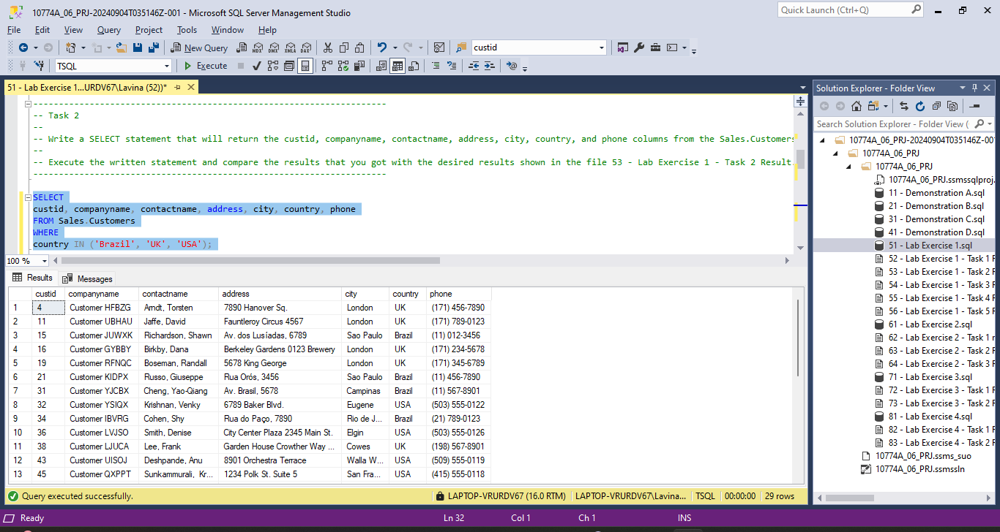 10774A_06_PRJ-20240904T035146Z-001 - Microsoft SQL Server Management Studio
Quick Launch (Ctrl+Q)
File Edit View Query Project Tools Window Help
New Query MDX DMX XMLA DAX custid
TSQL Execute
51 - Lab Exercise 1...URDV67\Lavina (52))*
--------------------------------------------------------------------
-- Task 2
--
-- Write a SELECT statement that will return the custid, companyname, contactname, address, city, country, and phone columns from the Sales.Customers
--
-- Execute the written statement and compare the results that you got with the desired results shown in the file 53 - Lab Exercise 1 - Task 2 Result.
--------------------------------------------------------------------
SELECT
custid, companyname, contactname, address, city, country, phone
FROM Sales.Customers
WHERE
country IN ('Brazil', 'UK', 'USA');
100 %
Results Messages
custid companyname contactname address city country phone
1 4 Customer HFBZG Arndt, Torsten 7890 Hanover Sq. London UK (171) 456-7890
2 11 Customer UBHAU Jaffe, David Fauntleroy Circus 4567 London UK (171) 789-0123
3 15 Customer JUWXK Richardson, Shawn Av. dos Lusíadas, 6789 Sao Paulo Brazil (11) 012-3456
4 16 Customer GYBBY Birkby, Dana Berkeley Gardens 0123 Brewery London UK (171) 234-5678
5 19 Customer RFNQC Boseman, Randall 5678 King George London UK (171) 345-6789
6 21 Customer KIDPX Russo, Giuseppe Rua Orós, 3456 Sao Paulo Brazil (11) 456-7890
7 31 Customer YJCBX Cheng, Yao-Qiang Av. Brasil, 5678 Campinas Brazil (11) 567-8901
8 32 Customer YSIQX Krishnan, Venky 6789 Baker Blvd. Eugene USA (503) 555-0122
9 34 Customer IBVRG Cohen, Shy Rua do Paço, 7890 Rio de J... Brazil (21) 789-0123
10 36 Customer LVJSO Smith, Denise City Center Plaza 2345 Main St. Elgin USA (503) 555-0126
11 38 Customer LJUCA Lee, Frank Garden House Crowther Way ... Cowes UK (198) 567-8901
12 43 Customer UISOJ Deshpande, Anu 8901 Orchestra Terrace Walla W... USA (509) 555-0119
13 45 Customer QXPPT Sunkammurali, Kr... 1234 Polk St. Suite 5 San Fra... USA (415) 555-0118
Query executed successfully. LAPTOP-VRURDV67 (16.0 RTM) LAPTOP-VRURDV67\Lavina... TSQL 00:00:00 29 rows
Solution Explorer - Folder View
Search Solution Explorer - Folder View (
10774A_06_PRJ-20240904T035146Z-00
10774A_06_PRJ
10774A_06_PRJ
10774A_06_PRJ.ssmssqlproj.
11 - Demonstration A.sql
21 - Demonstration B.sql
31 - Demonstration C.sql
41 - Demonstration D.sql
51 - Lab Exercise 1.sql
52 - Lab Exercise 1 - Task 1 R
53 - Lab Exercise 1 - Task 2 R
54 - Lab Exercise 1 - Task 3 R
55 - Lab Exercise 1 - Task 4 R
56 - Lab Exercise 1 - Task 5 R
61 - Lab Exercise 2.sql
62 - Lab Exercise 2 - Task 1 r
63 - Lab Exercise 2 - Task 2 R
64 - Lab Exercise 2 - Task 3 R
71 - Lab Exercise 3.sql
72 - Lab Exercise 3 - Task 1 R
73 - Lab Exercise 3 - Task 2 R
81 - Lab Exercise 4.sql
82 - Lab Exercise 4 - Task 1 R
83 - Lab Exercise 4 - Task 2 R
10774A_06_PRJ.ssms_suo
10774A_06_PRJ.ssmssln
Ready Ln 32 Col 1 Ch 1 INS